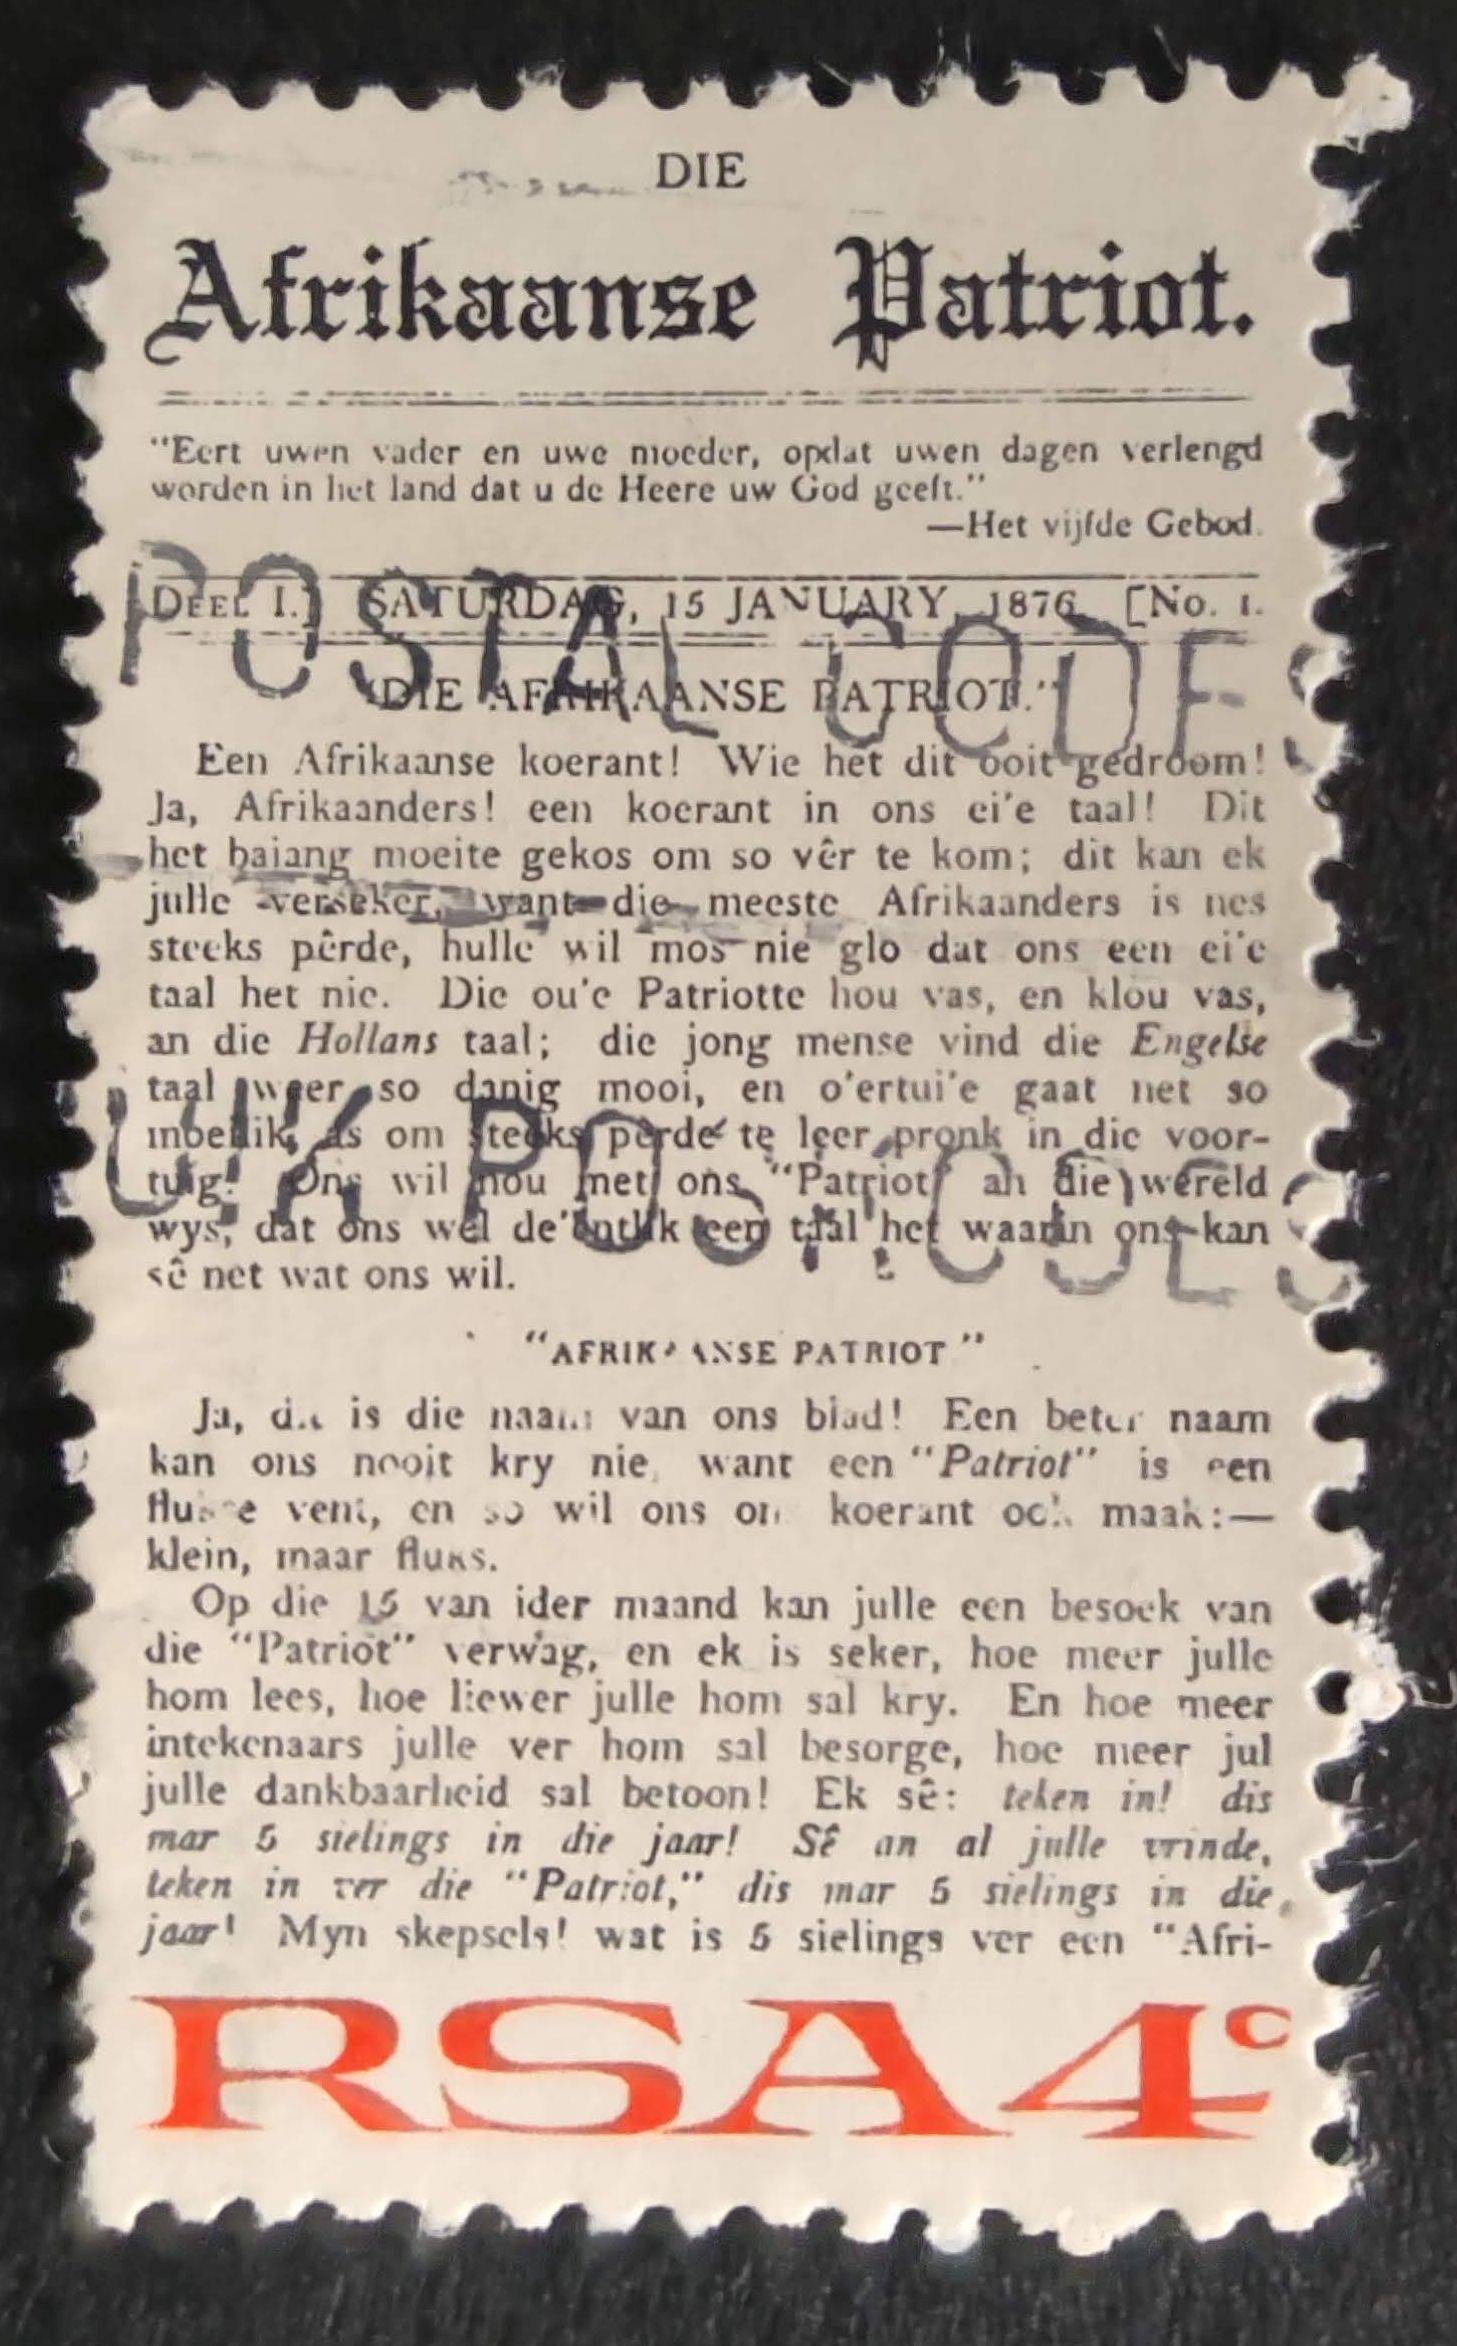 DIE
Afrikaanse Patriot.
"Eert uwen vader en uwe moeder, opdat uwen dagen verlengd
worden in het land dat u de Heere uw God geeft."
—Het vijfde Gebod.
DEEL I.] SATURDAG, 15 JANUARY, 1876 [No. 1.
"DIE AFRIKAANSE PATRIOT."
Een Afrikaanse koerant! Wie het dit ooit gedroom!
Ja, Afrikaanders! een koerant in ons ei'e taal! Dit
het baiang moeite gekos om so vêr te kom; dit kan ek
julle verseker, want die meeste Afrikaanders is nes
steeks pêrde, hulle wil mos nie glo dat ons een ei'e
taal het nie. Die ou'e Patriotte hou vas, en klou vas,
an die Hollans taal; die jong mense vind die Engelse
taal weer so danig mooi, en o'ertui'e gaat net so
moeilik, as om steeks pêrde te leer pronk in die voor-
tuig! Ons wil nou met ons "Patriot" an die wêreld
wys, dat ons wel de'entlik een taal het waarin ons kan
sê net wat ons wil.
"AFRIKAANSE PATRIOT"
Ja, dit is die naam van ons blad! Een beter naam
kan ons nooit kry nie, want een "Patriot" is een
flukse vent, en so wil ons ons koerant ook maak:—
klein, maar fluks.
Op die 15 van ider maand kan julle een besoek van
die "Patriot" verwag, en ek is seker, hoe meer julle
hom lees, hoe liewer julle hom sal kry. En hoe meer
intekenaars julle ver hom sal besorge, hoe meer jul
julle dankbaarheid sal betoon! Ek sê: teken in! dis
mar 5 sielings in die jaar! Sê an al julle vrinde,
teken in ver die "Patriot," dis mar 5 sielings in die
jaar! Myn skepsels! wat is 5 sielings ver een "Afri-
RSA 4c
POSTAL CODES